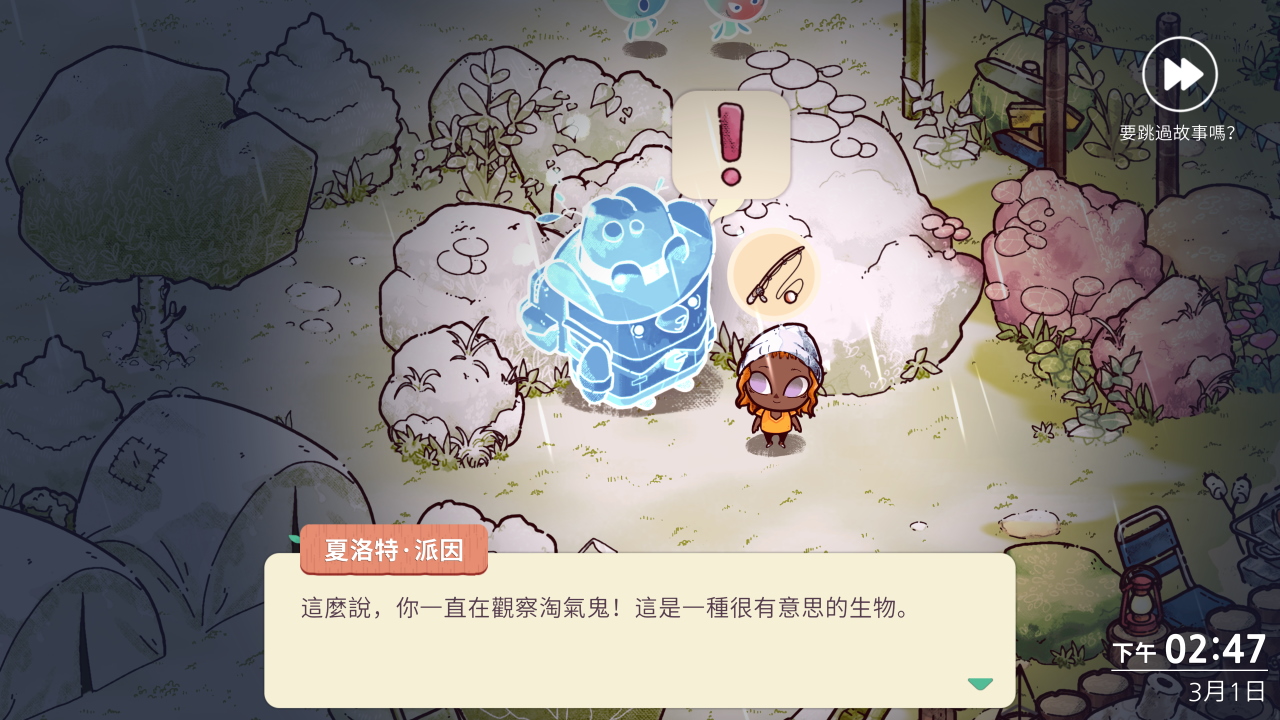 要跳過故事嗎?
夏洛特·派因
這麼說，你一直在觀察淘氣鬼！這是一種很有意思的生物。
下午 02:47
3月1日